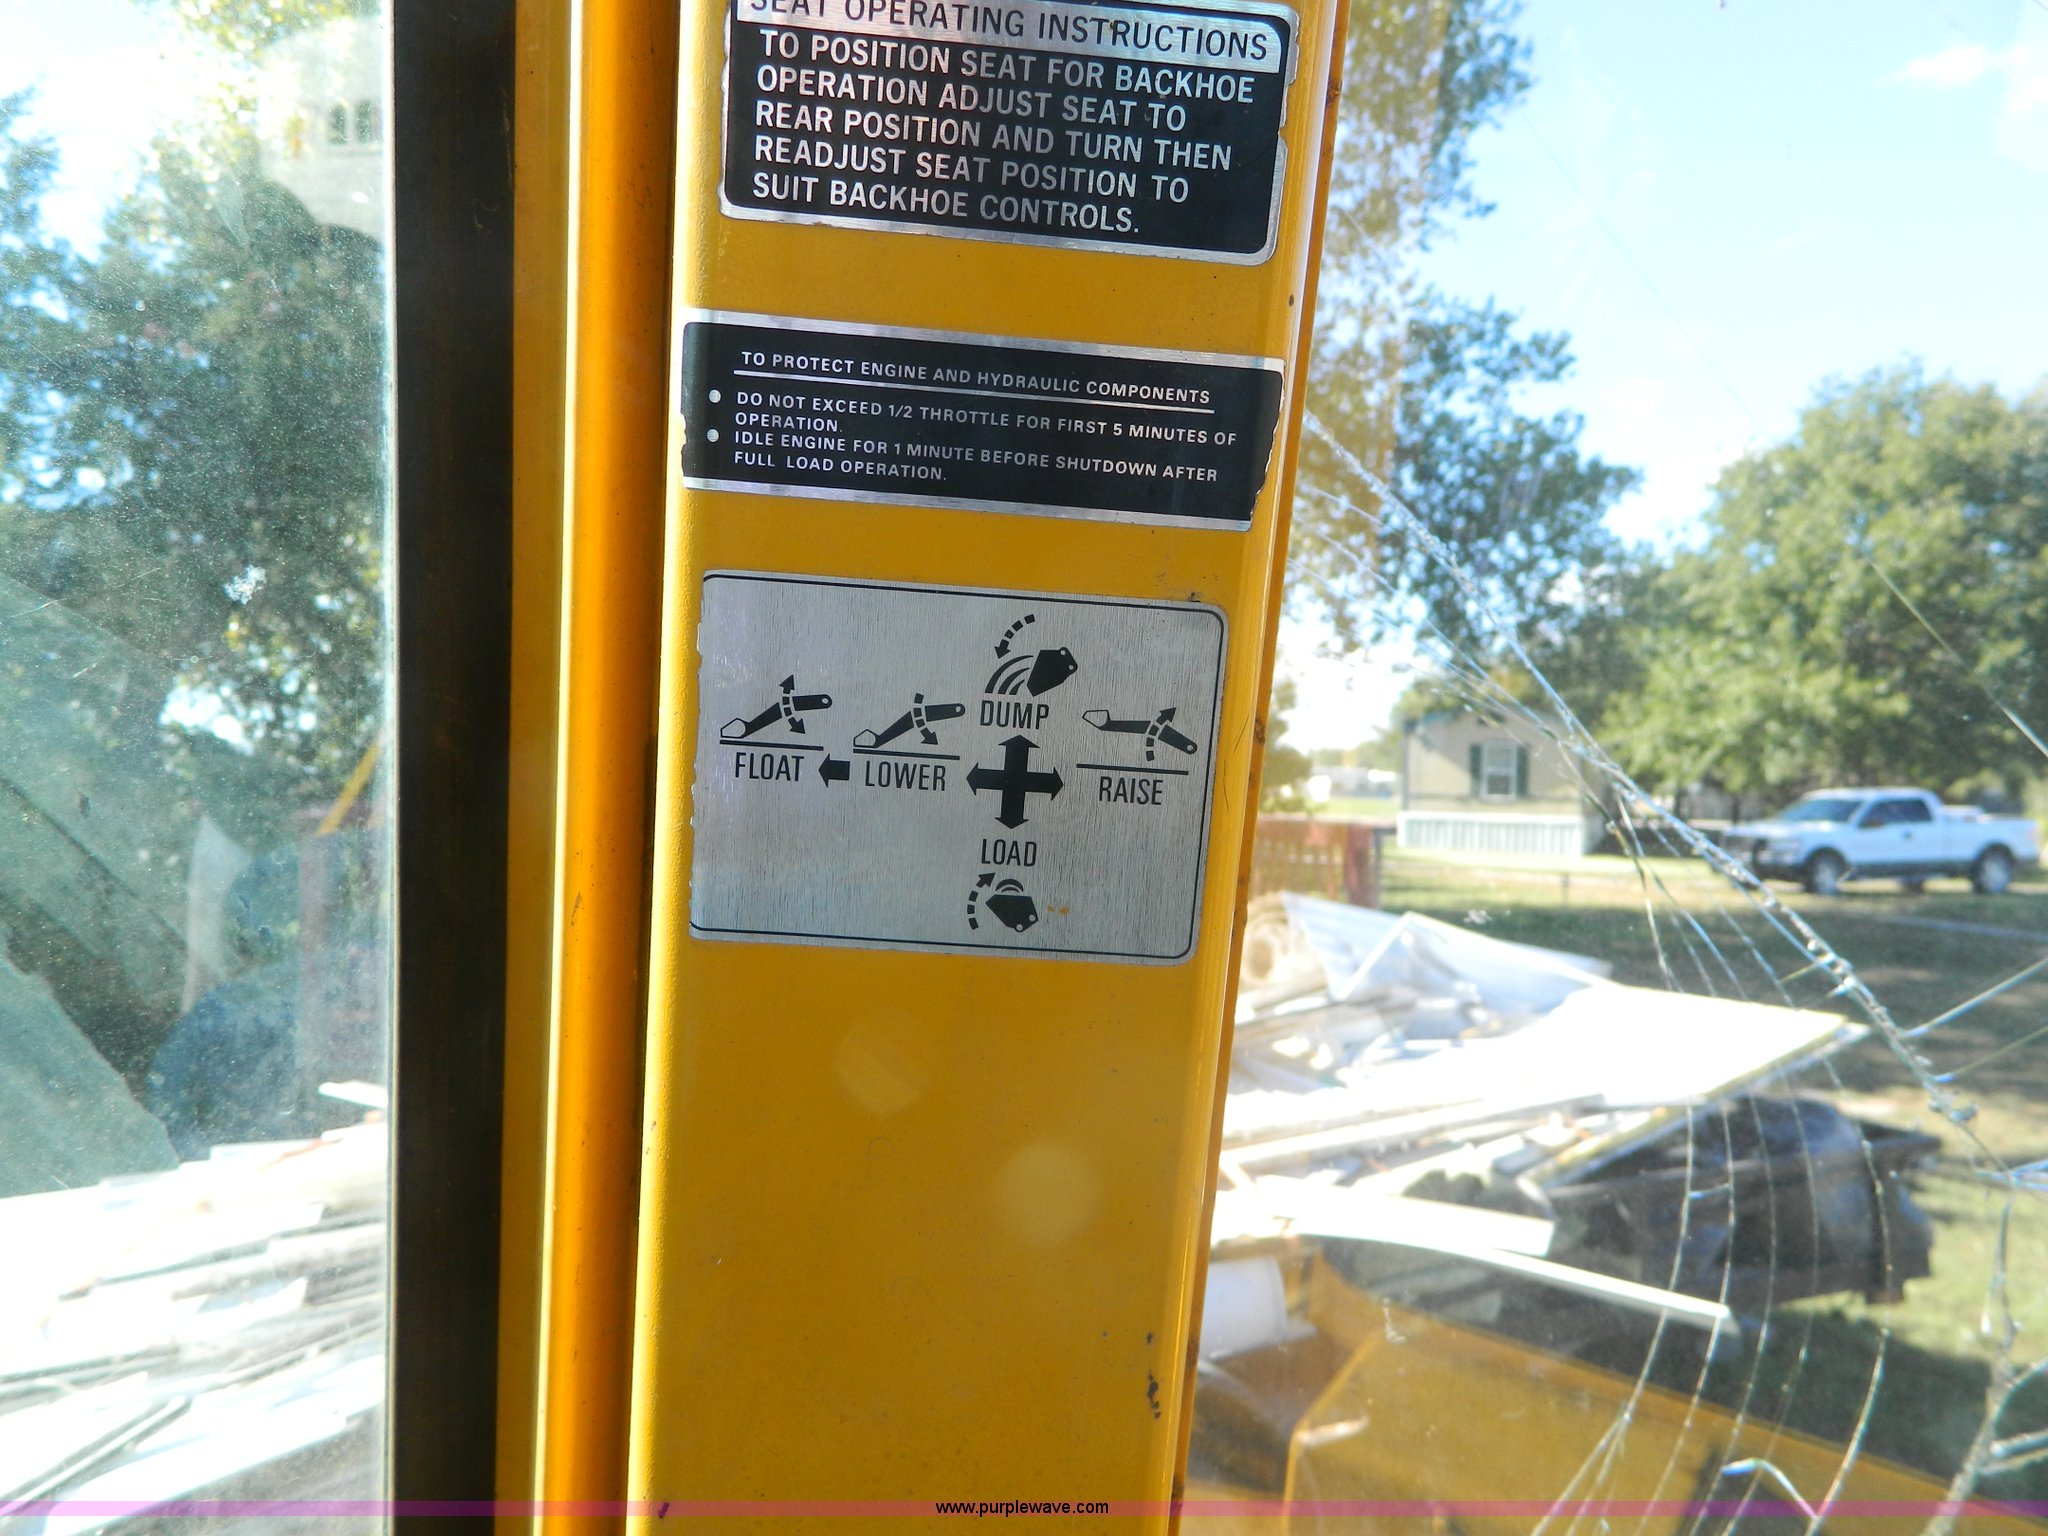 SEAT OPERATING INSTRUCTIONS
TO POSITION SEAT FOR BACKHOE
OPERATION ADJUST SEAT TO
REAR POSITION AND TURN THEN
READJUST SEAT POSITION TO
SUIT BACKHOE CONTROLS.
TO PROTECT ENGINE AND HYDRAULIC COMPONENTS
DO NOT EXCEED 1/2 THROTTLE FOR FIRST 5 MINUTES OF
OPERATION.
IDLE ENGINE FOR 1 MINUTE BEFORE SHUTDOWN AFTER
FULL LOAD OPERATION.
DUMP
FLOAT LOWER RAISE
LOAD
www.purplewave.com